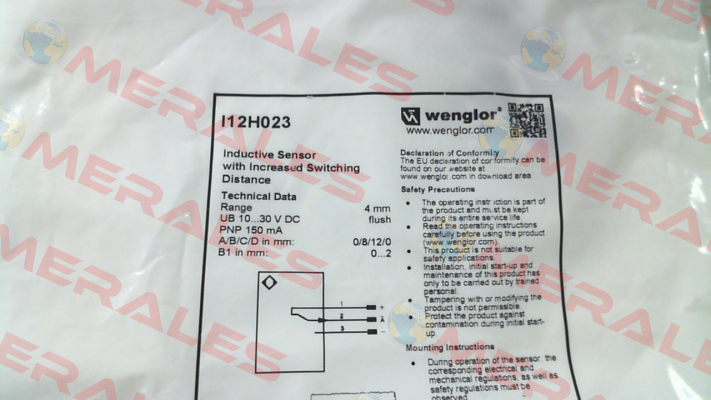 I12H023
Inductive Sensor
with Increased Switching
Distance
Technical Data
Range 4 mm
UB 10...30 V DC flush
PNP 150 mA
A/B/C/D in mm: 0/8/12/0
B1 in mm: 0...2
1 +
2 A
3 −
wenglor®
www.wenglor.com
Declaration of Conformity
The EU declaration of conformity can be
found on our website at
www.wenglor.com in download area
Safety Precautions
• The operating instruction is part of
the product and must be kept
during its entire service life.
• Read the operating instructions
carefully before using the product
(www.wenglor.com).
• This product is not suitable for
safety applications.
• Installation, initial start-up and
maintenance of this product has
only to be carried out by trained
personal.
• Tampering with or modifying the
product is not permissible.
• Protect the product against
contamination during initial start-
up.
Mounting Instructions
• During operation of the sensor, the
corresponding electrical and
mechanical regulations, as well as
safety regulations must be
observed
MERALES
MERALES
MERALES
MERALES